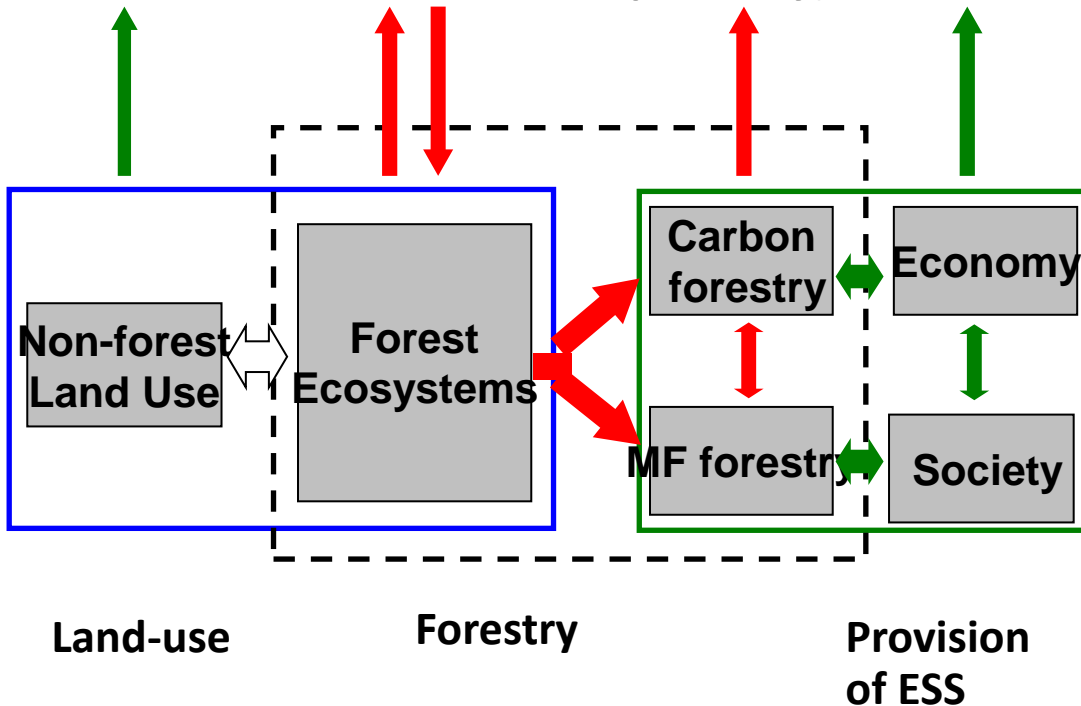 Carbon
forestry
Economy
Non-forest
Land Use
Forest
Ecosystems
MF forestry
Society
Land-use
Forestry
Provision
of ESS